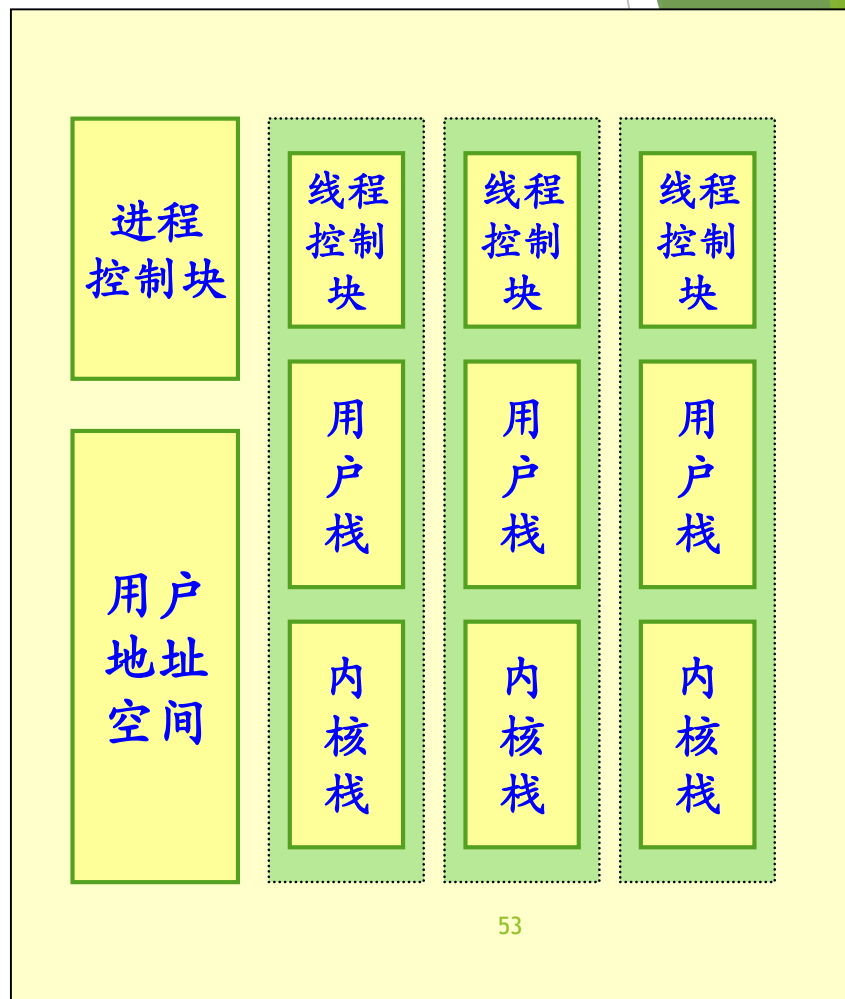 进程
控制块
用户
地址
空间
线程
控制
块
用
户
栈
内
核
栈
线程
控制
块
用
户
栈
内
核
栈
线程
控制
块
用
户
栈
内
核
栈
53